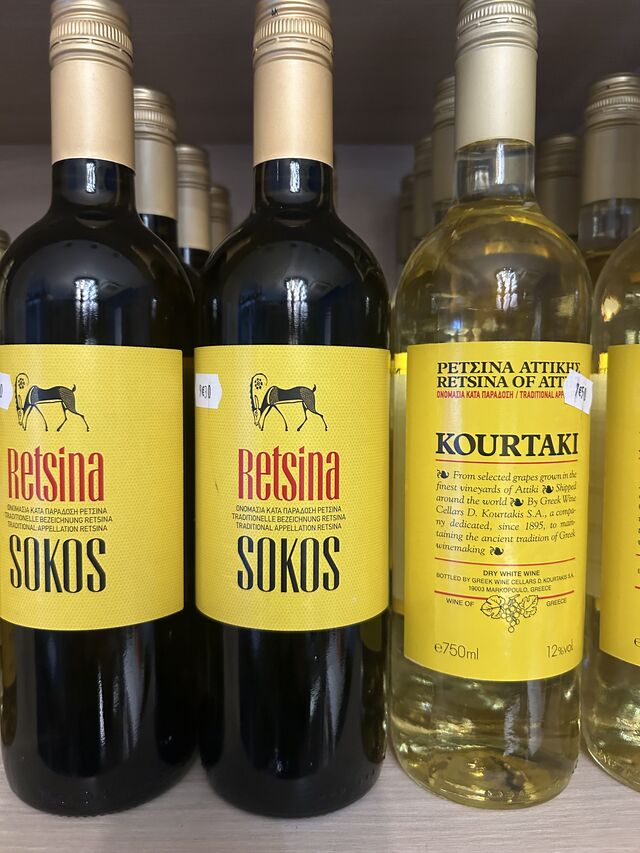 Retsina
ΟΝΟΜΑΣΙΑ ΚΑΤΑ ΠΑΡΑΔΟΣΗ ΡΕΤΣΙΝΑ
TRADITIONELLE BEZEICHNUNG RETSINA
TRADITIONAL APPELLATION RETSINA
SOKOS
Retsina
ΟΝΟΜΑΣΙΑ ΚΑΤΑ ΠΑΡΑΔΟΣΗ ΡΕΤΣΙΝΑ
TRADITIONELLE BEZEICHNUNG RETSINA
TRADITIONAL APPELLATION RETSINA
SOKOS
ΡΕΤΣΙΝΑ ΑΤΤΙΚΗΣ
RETSINA OF
ΟΝΟΜΑΣΙΑ ΚΑΤΑ ΠΑΡΑΔΟΣΗ / TRADITIONAL
KOURTAKI
From selected grapes grown in the
finest vineyards of Attiki Shipped
around the world By Greek Wine
Cellars D. Kourtakis S.A., a compa-
ny dedicated, since 1895, to main-
taining the ancient tradition of Greek
winemaking
DRY WHITE WINE
BOTTLED BY GREEK WINE CELLARS D. KOURTAKIS S.A.
19003 MARKOPOULO, GREECE
WINE OF GREECE
℮750ml 12%vol